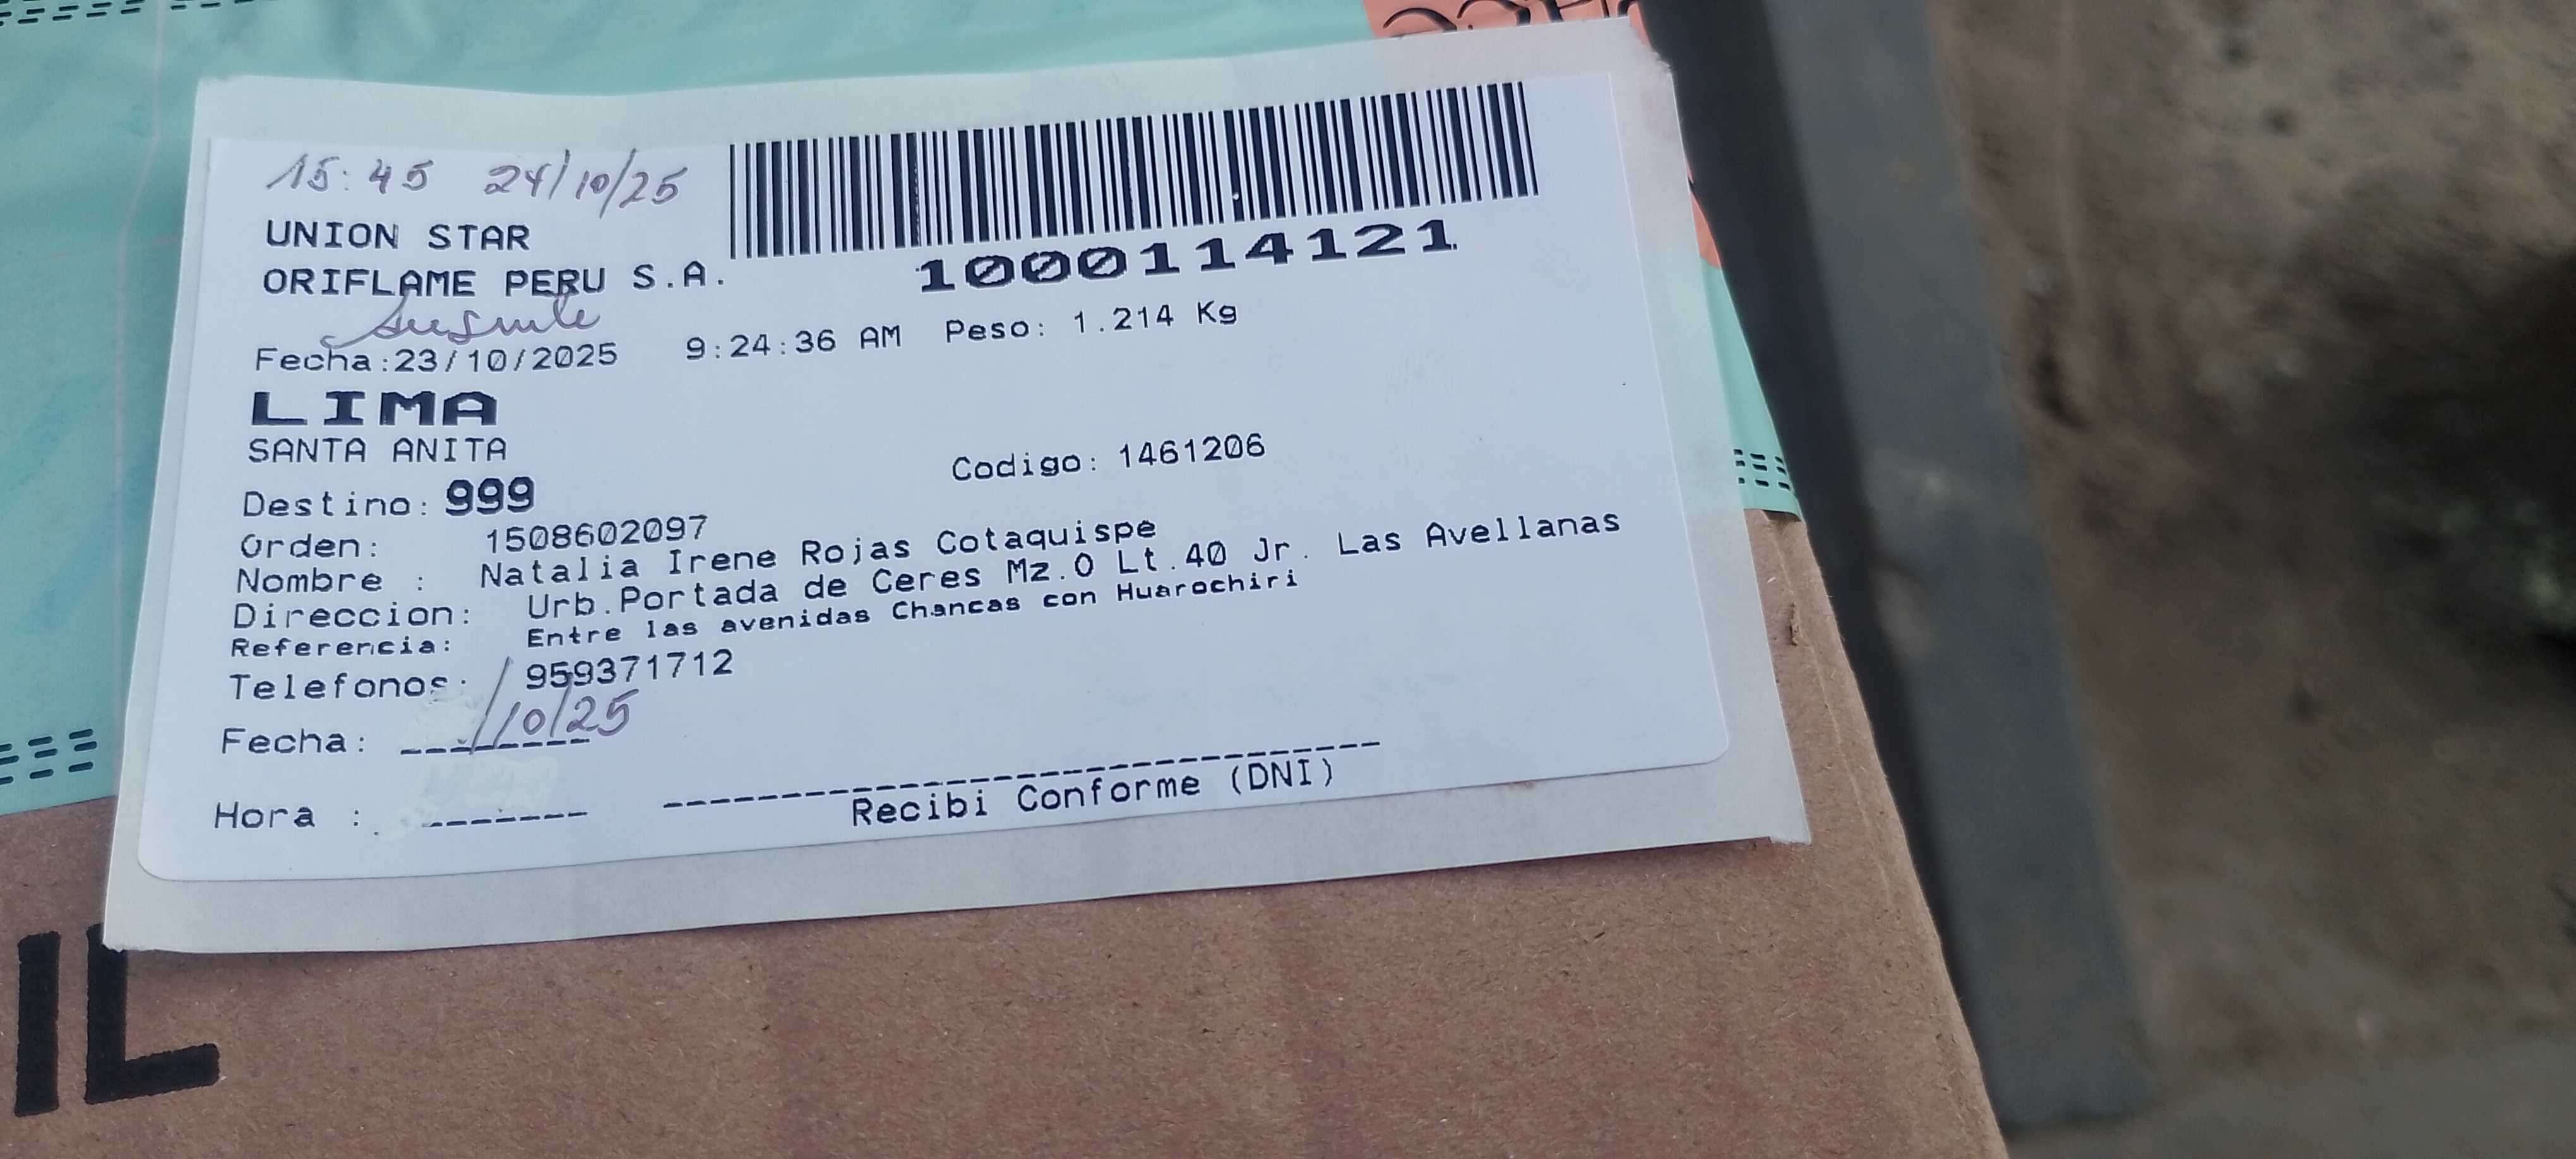 15:45 24/10/25
UNION STAR
ORIFLAME PERU S.A.
1000114121
Fecha:23/10/2025 9:24:36 AM Peso: 1.214 Kg
LIMA
SANTA ANITA
Codigo: 1461206
Destino: 999
Orden: 1508602097
Nombre : Natalia Irene Rojas Cotaquispe
Direccion: Urb.Portada de Ceres Mz.O Lt.40 Jr. Las Avellanas
Referencia: Entre las avenidas Chancas con Huarochiri
Telefonos: 959371712
Fecha: /10/25
Hora :
Recibi Conforme (DNI)
IL